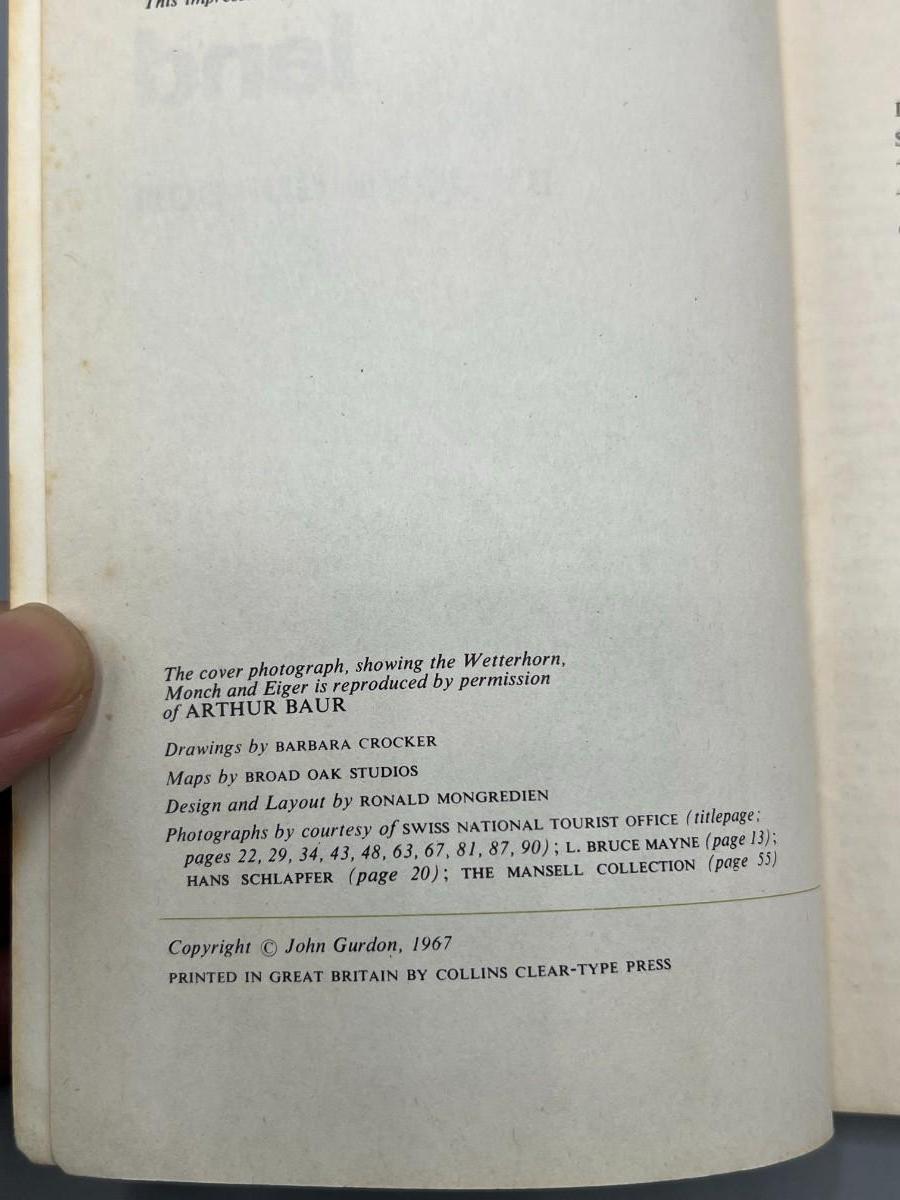 This impres
The cover photograph, showing the Wetterhorn,
Monch and Eiger is reproduced by permission
of ARTHUR BAUR
Drawings by BARBARA CROCKER
Maps by BROAD OAK STUDIOS
Design and Layout by RONALD MONGREDIEN
Photographs by courtesy of SWISS NATIONAL TOURIST OFFICE (titlepage;
pages 22, 29, 34, 43, 48, 63, 67, 81, 87, 90); L. BRUCE MAYNE (page 13);
HANS SCHLAPFER (page 20); THE MANSELL COLLECTION (page 55)
Copyright © John Gurdon, 1967
PRINTED IN GREAT BRITAIN BY COLLINS CLEAR-TYPE PRESS